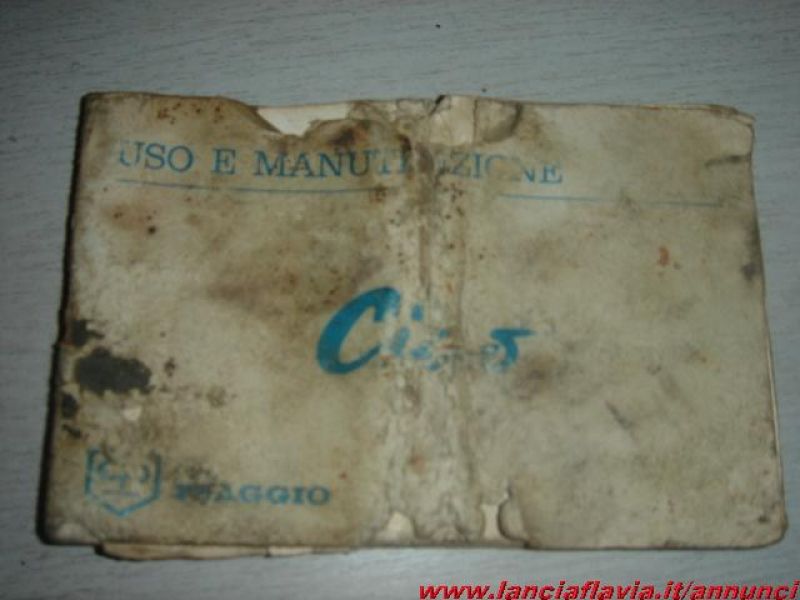 USO E MANUTENZIONE
PIAGGIO
www.lanciaflavia.it/annunci